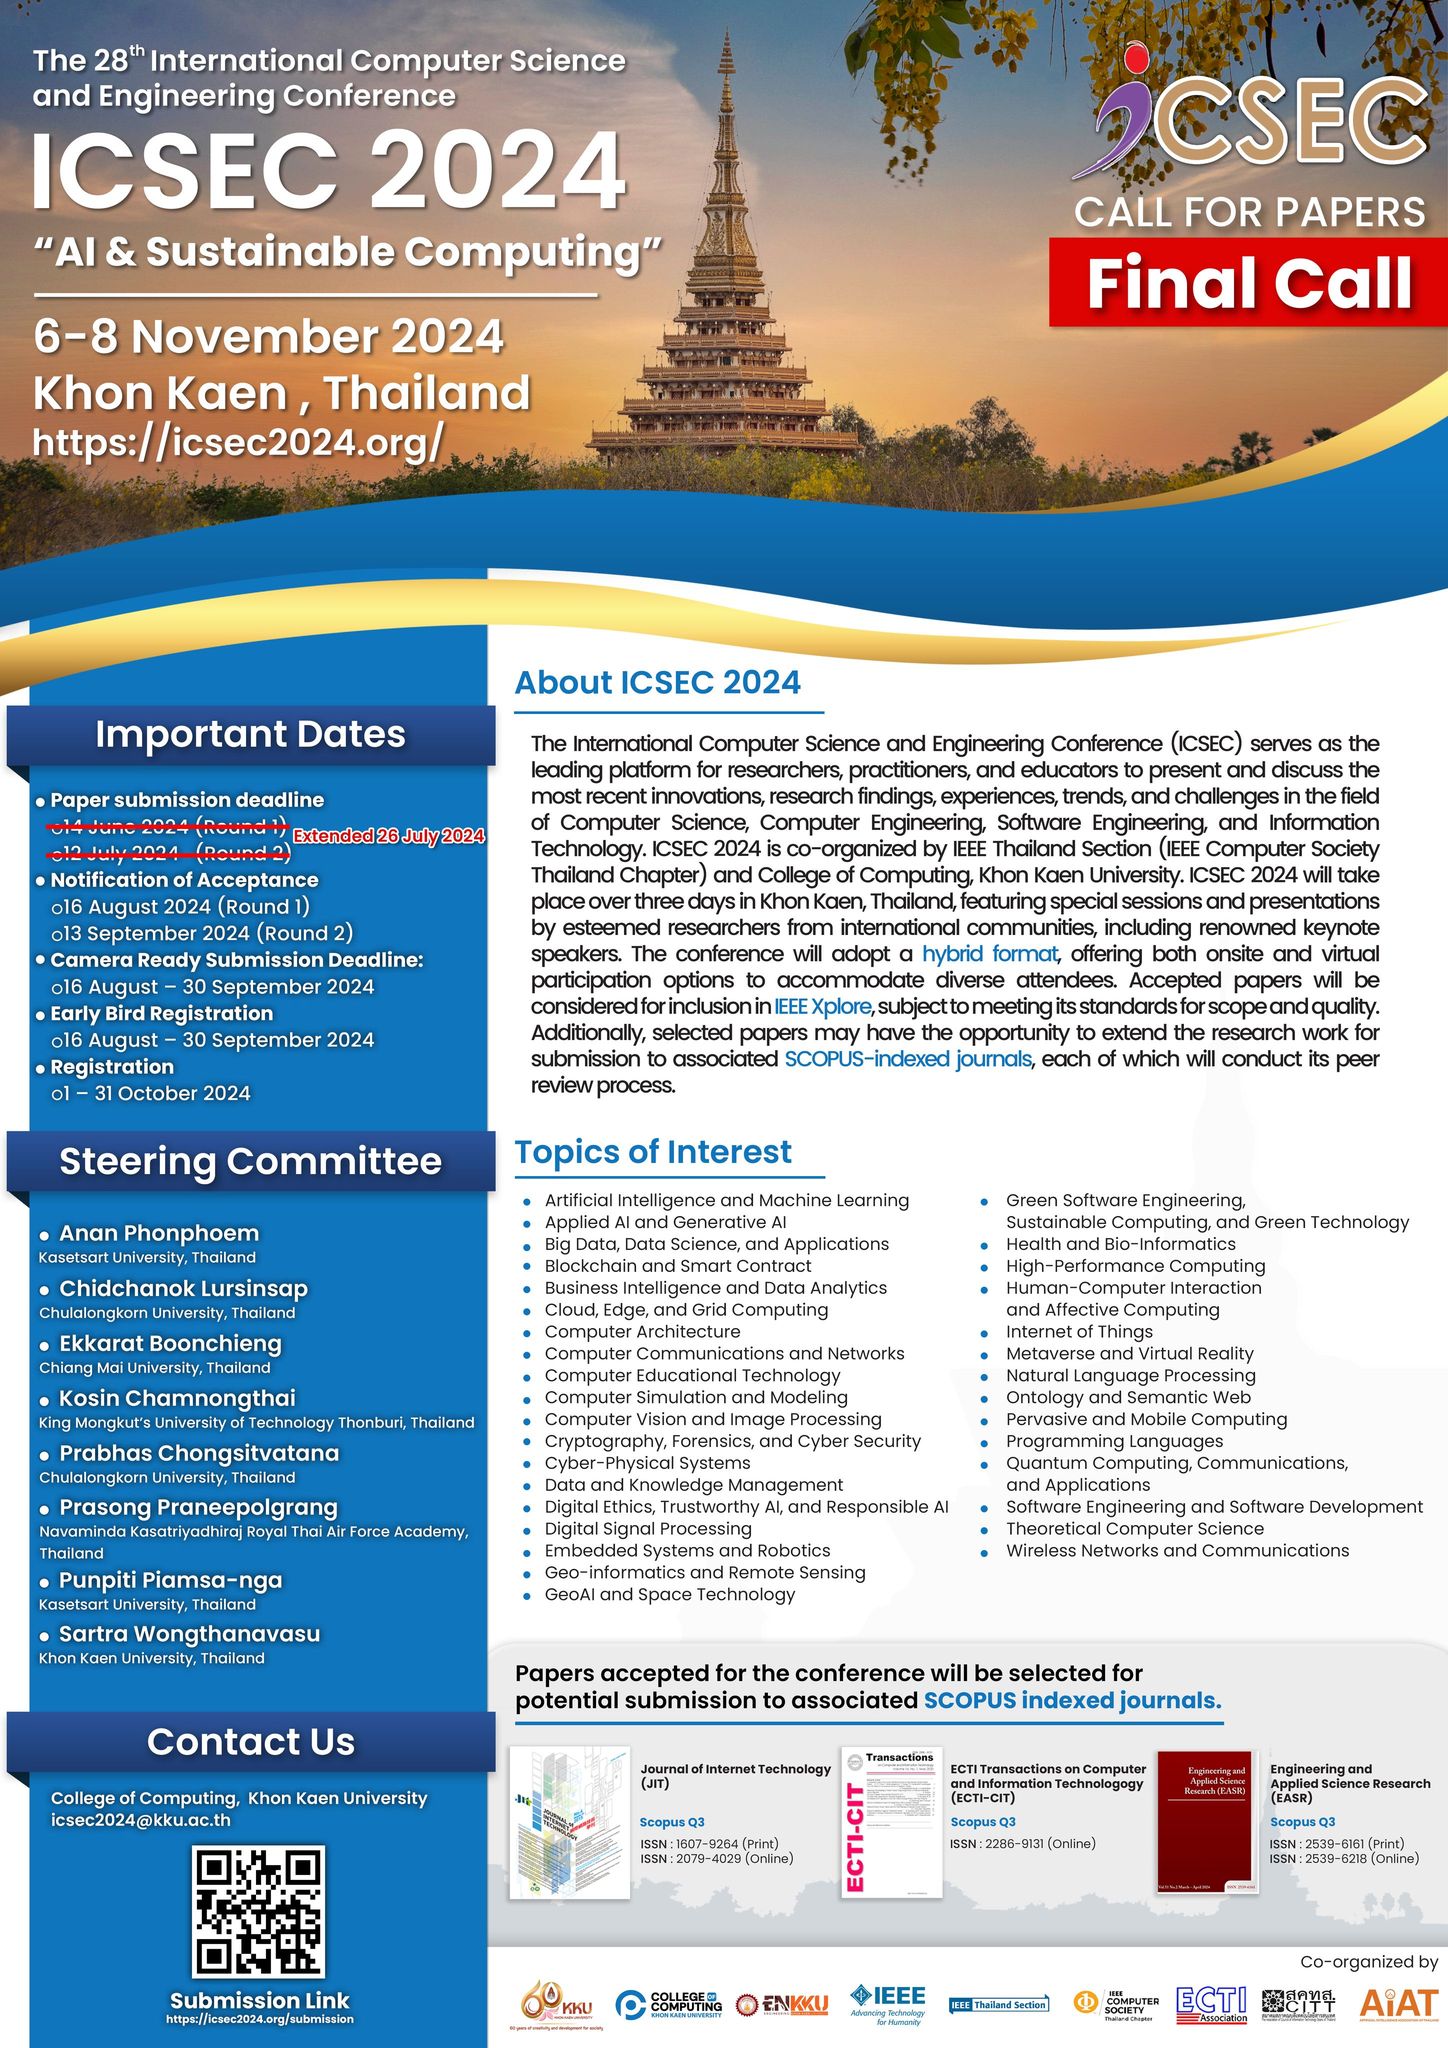 The 28th International Computer Science
and Engineering Conference
ICSEC 2024
“AI & Sustainable Computing”
6-8 November 2024
Khon Kaen , Thailand
https://icsec2024.org/
iCSEC
CALL FOR PAPERS
Final Call
Important Dates
• Paper submission deadline
o14 June 2024 (Round 1)
o12 July 2024 (Round 2)
Extended 26 July 2024
• Notification of Acceptance
o16 August 2024 (Round 1)
o13 September 2024 (Round 2)
• Camera Ready Submission Deadline:
o16 August – 30 September 2024
• Early Bird Registration
o16 August – 30 September 2024
• Registration
o1 – 31 October 2024
Steering Committee
• Anan Phonphoem
Kasetsart University, Thailand
• Chidchanok Lursinsap
Chulalongkorn University, Thailand
• Ekkarat Boonchieng
Chiang Mai University, Thailand
• Kosin Chamnongthai
King Mongkut’s University of Technology Thonburi, Thailand
• Prabhas Chongsitvatana
Chulalongkorn University, Thailand
• Prasong Praneepolgrang
Navaminda Kasatriyadhiraj Royal Thai Air Force Academy,
Thailand
• Punpiti Piamsa-nga
Kasetsart University, Thailand
• Sartra Wongthanavasu
Khon Kaen University, Thailand
Contact Us
College of Computing, Khon Kaen University
icsec2024@kku.ac.th
Submission Link
https://icsec2024.org/submission
About ICSEC 2024
The International Computer Science and Engineering Conference (ICSEC) serves as the
leading platform for researchers, practitioners, and educators to present and discuss the
most recent innovations, research findings, experiences, trends, and challenges in the field
of Computer Science, Computer Engineering, Software Engineering, and Information
Technology. ICSEC 2024 is co-organized by IEEE Thailand Section (IEEE Computer Society
Thailand Chapter) and College of Computing, Khon Kaen University. ICSEC 2024 will take
place over three days in Khon Kaen, Thailand, featuring special sessions and presentations
by esteemed researchers from international communities, including renowned keynote
speakers. The conference will adopt a hybrid format, offering both onsite and virtual
participation options to accommodate diverse attendees. Accepted papers will be
considered for inclusion in IEEE Xplore, subject to meeting its standards for scope and quality.
Additionally, selected papers may have the opportunity to extend the research work for
submission to associated SCOPUS-indexed journals, each of which will conduct its peer
review process.
Topics of Interest
• Artificial Intelligence and Machine Learning
• Applied AI and Generative AI
• Big Data, Data Science, and Applications
• Blockchain and Smart Contract
• Business Intelligence and Data Analytics
• Cloud, Edge, and Grid Computing
• Computer Architecture
• Computer Communications and Networks
• Computer Educational Technology
• Computer Simulation and Modeling
• Computer Vision and Image Processing
• Cryptography, Forensics, and Cyber Security
• Cyber-Physical Systems
• Data and Knowledge Management
• Digital Ethics, Trustworthy AI, and Responsible AI
• Digital Signal Processing
• Embedded Systems and Robotics
• Geo-informatics and Remote Sensing
• GeoAI and Space Technology
• Green Software Engineering,
Sustainable Computing, and Green Technology
• Health and Bio-Informatics
• High-Performance Computing
• Human-Computer Interaction
and Affective Computing
• Internet of Things
• Metaverse and Virtual Reality
• Natural Language Processing
• Ontology and Semantic Web
• Pervasive and Mobile Computing
• Programming Languages
• Quantum Computing, Communications,
and Applications
• Software Engineering and Software Development
• Theoretical Computer Science
• Wireless Networks and Communications
Papers accepted for the conference will be selected for
potential submission to associated SCOPUS indexed journals.
JOURNAL OF
INTERNET
TECHNOLOGY
Journal of Internet Technology
(JIT)
Scopus Q3
ISSN : 1607-9264 (Print)
ISSN : 2079-4029 (Online)
Transactions
ECTI-CIT
ECTI Transactions on Computer
and Information Technologogy
(ECTI-CIT)
Scopus Q3
ISSN : 2286-9131 (Online)
Engineering and
Applied Science
Research (EASR)
Engineering and
Applied Science Research
(EASR)
Scopus Q3
ISSN : 2539-6161 (Print)
ISSN : 2539-6218 (Online)
Co-organized by
60 KKU
KHON KAEN UNIVERSITY
60 years of creativity and development for society
COLLEGE OF
COMPUTING
KHON KAEN UNIVERSITY
ENKKU
IEEE
Advancing Technology
for Humanity
IEEE Thailand Section
IEEE
COMPUTER
SOCIETY
Thailand Chapter
ECTI
Association
สคทส.
CITT
AiAT